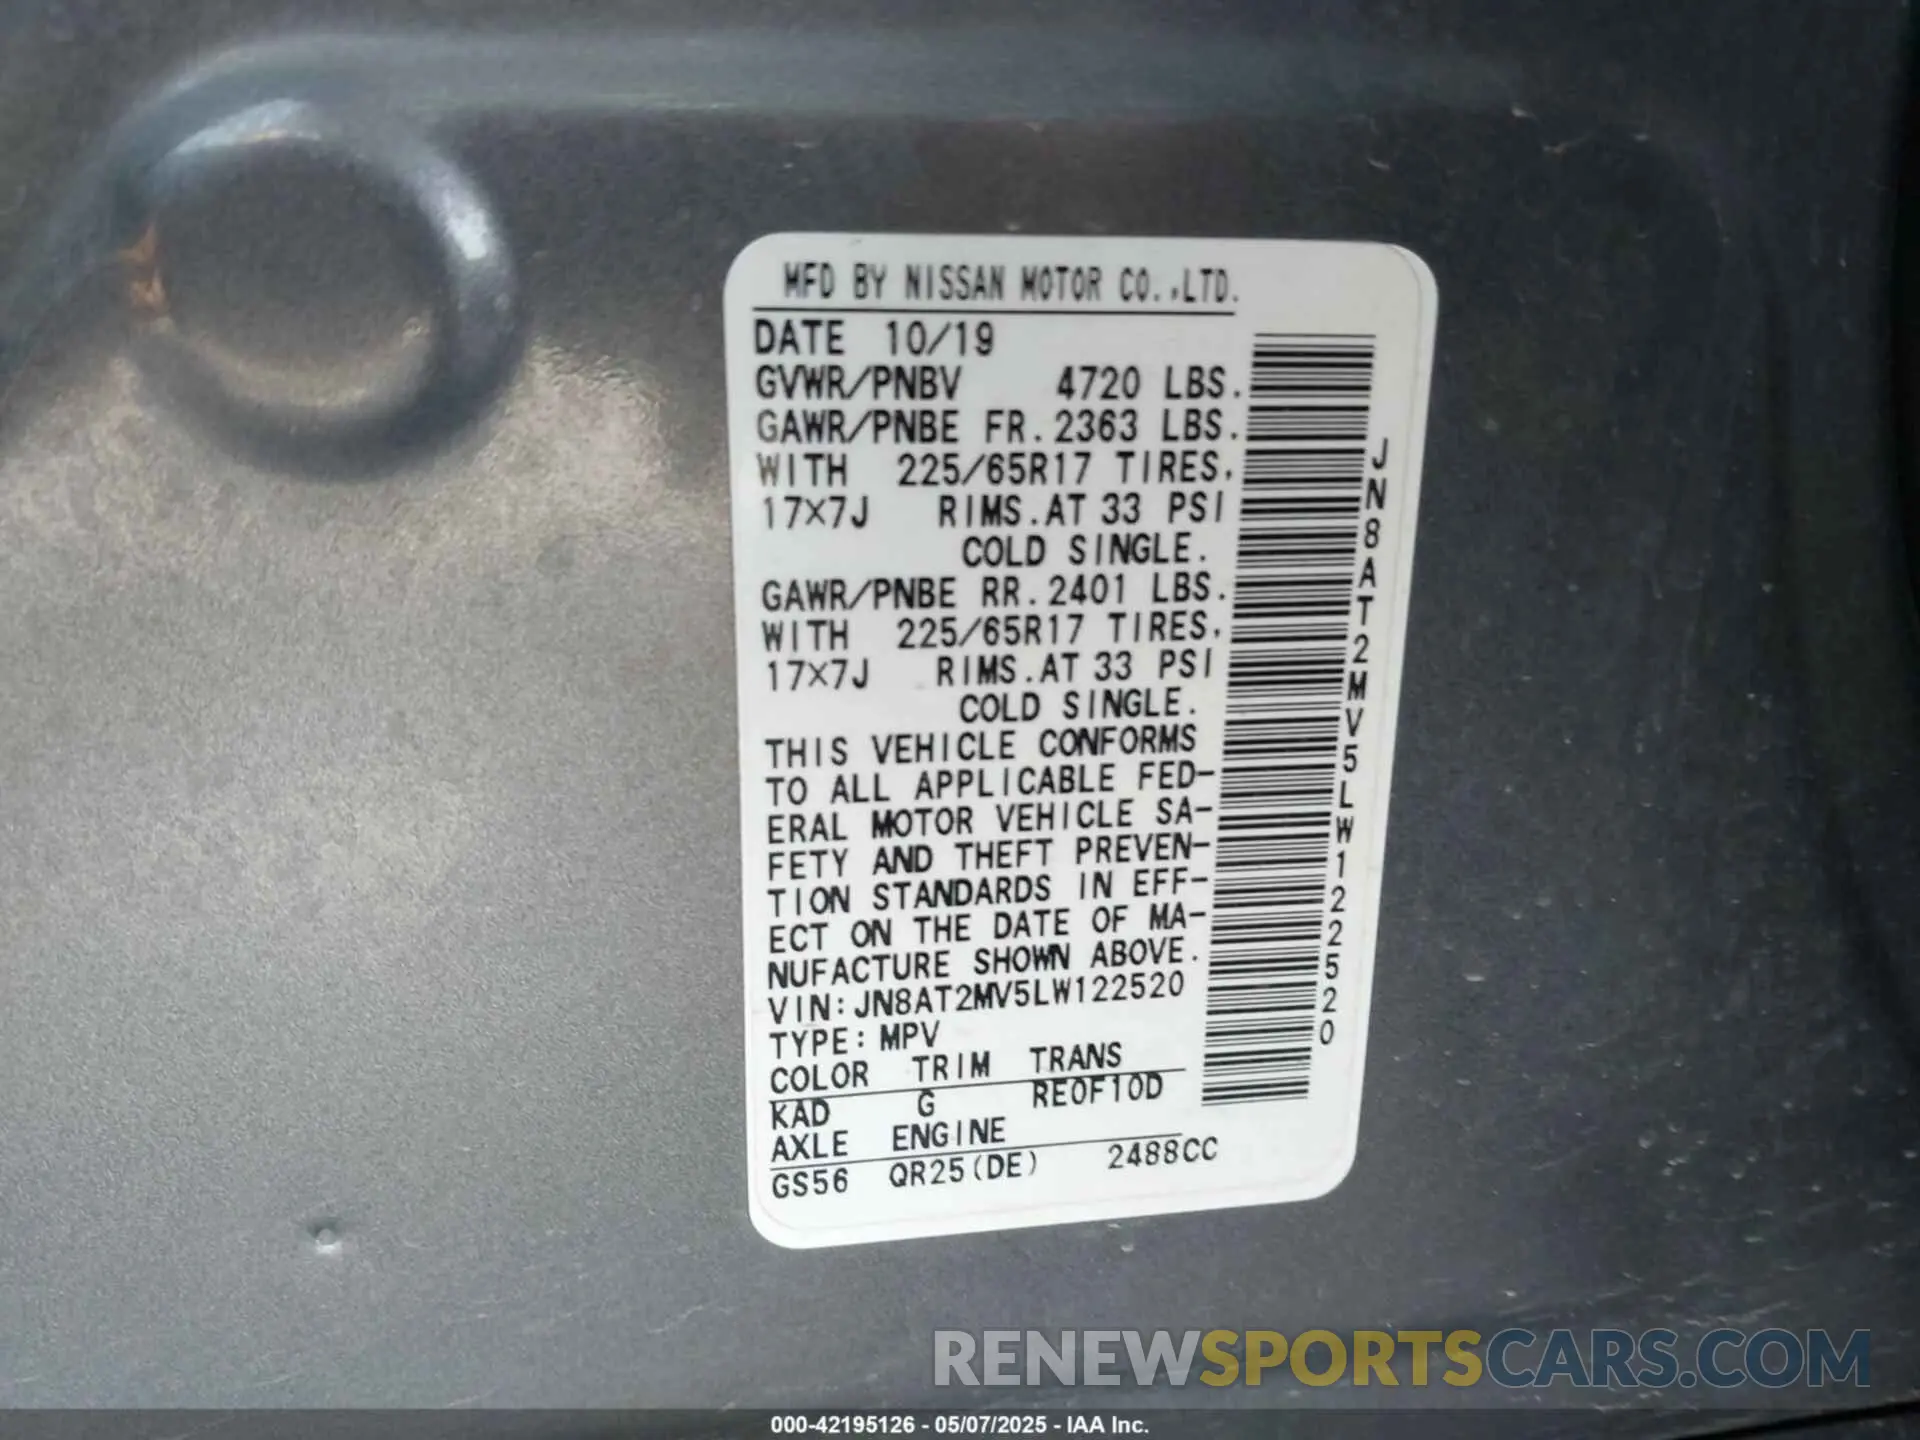 MFD BY NISSAN MOTOR CO.,LTD.
DATE 10/19
GVWR/PNBV 4720 LBS.
GAWR/PNBE FR. 2363 LBS.
WITH 225/65R17 TIRES,
17×7J RIMS. AT 33 PSI
COLD SINGLE.
GAWR/PNBE RR. 2401 LBS.
WITH 225/65R17 TIRES,
17×7J RIMS. AT 33 PSI
COLD SINGLE.
THIS VEHICLE CONFORMS
TO ALL APPLICABLE FED-
ERAL MOTOR VEHICLE SA-
FETY AND THEFT PREVEN-
TION STANDARDS IN EFF-
ECT ON THE DATE OF MA-
NUFACTURE SHOWN ABOVE.
VIN: JN8AT2MV5LW122520
TYPE: MPV
COLOR TRIM TRANS
KAD G RE0F10D
AXLE ENGINE
GS56 QR25(DE) 2488CC
JN8AT2MV5LW122520
RENEWSPORTSCARS.COM
000-42195126 - 05/07/2025 - IAA Inc.